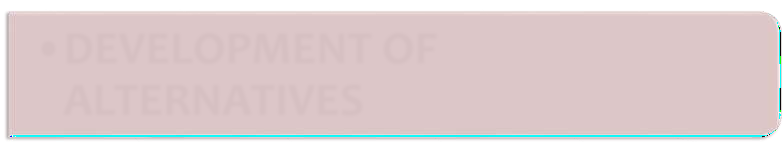 • DEVELOPMENT OF
ALTERNATIVES